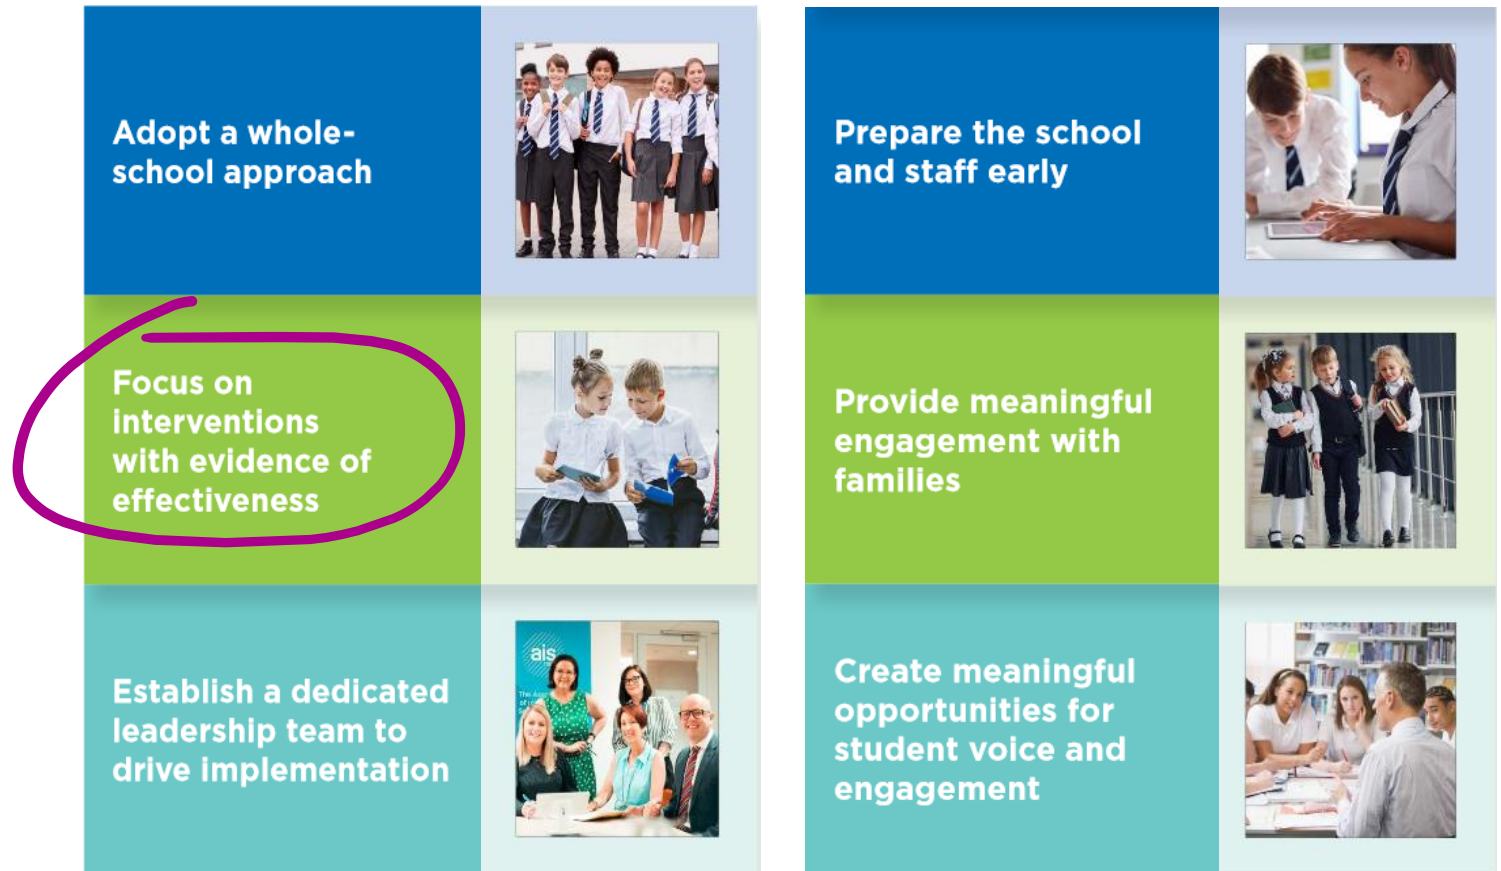 Adopt a whole-
school approach
Focus on
interventions
with evidence of
effectiveness
ais
Establish a dedicated
leadership team to
drive implementation
Prepare the school
and staff early
Provide meaningful
engagement with
families
Create meaningful
opportunities for
student voice and
engagement